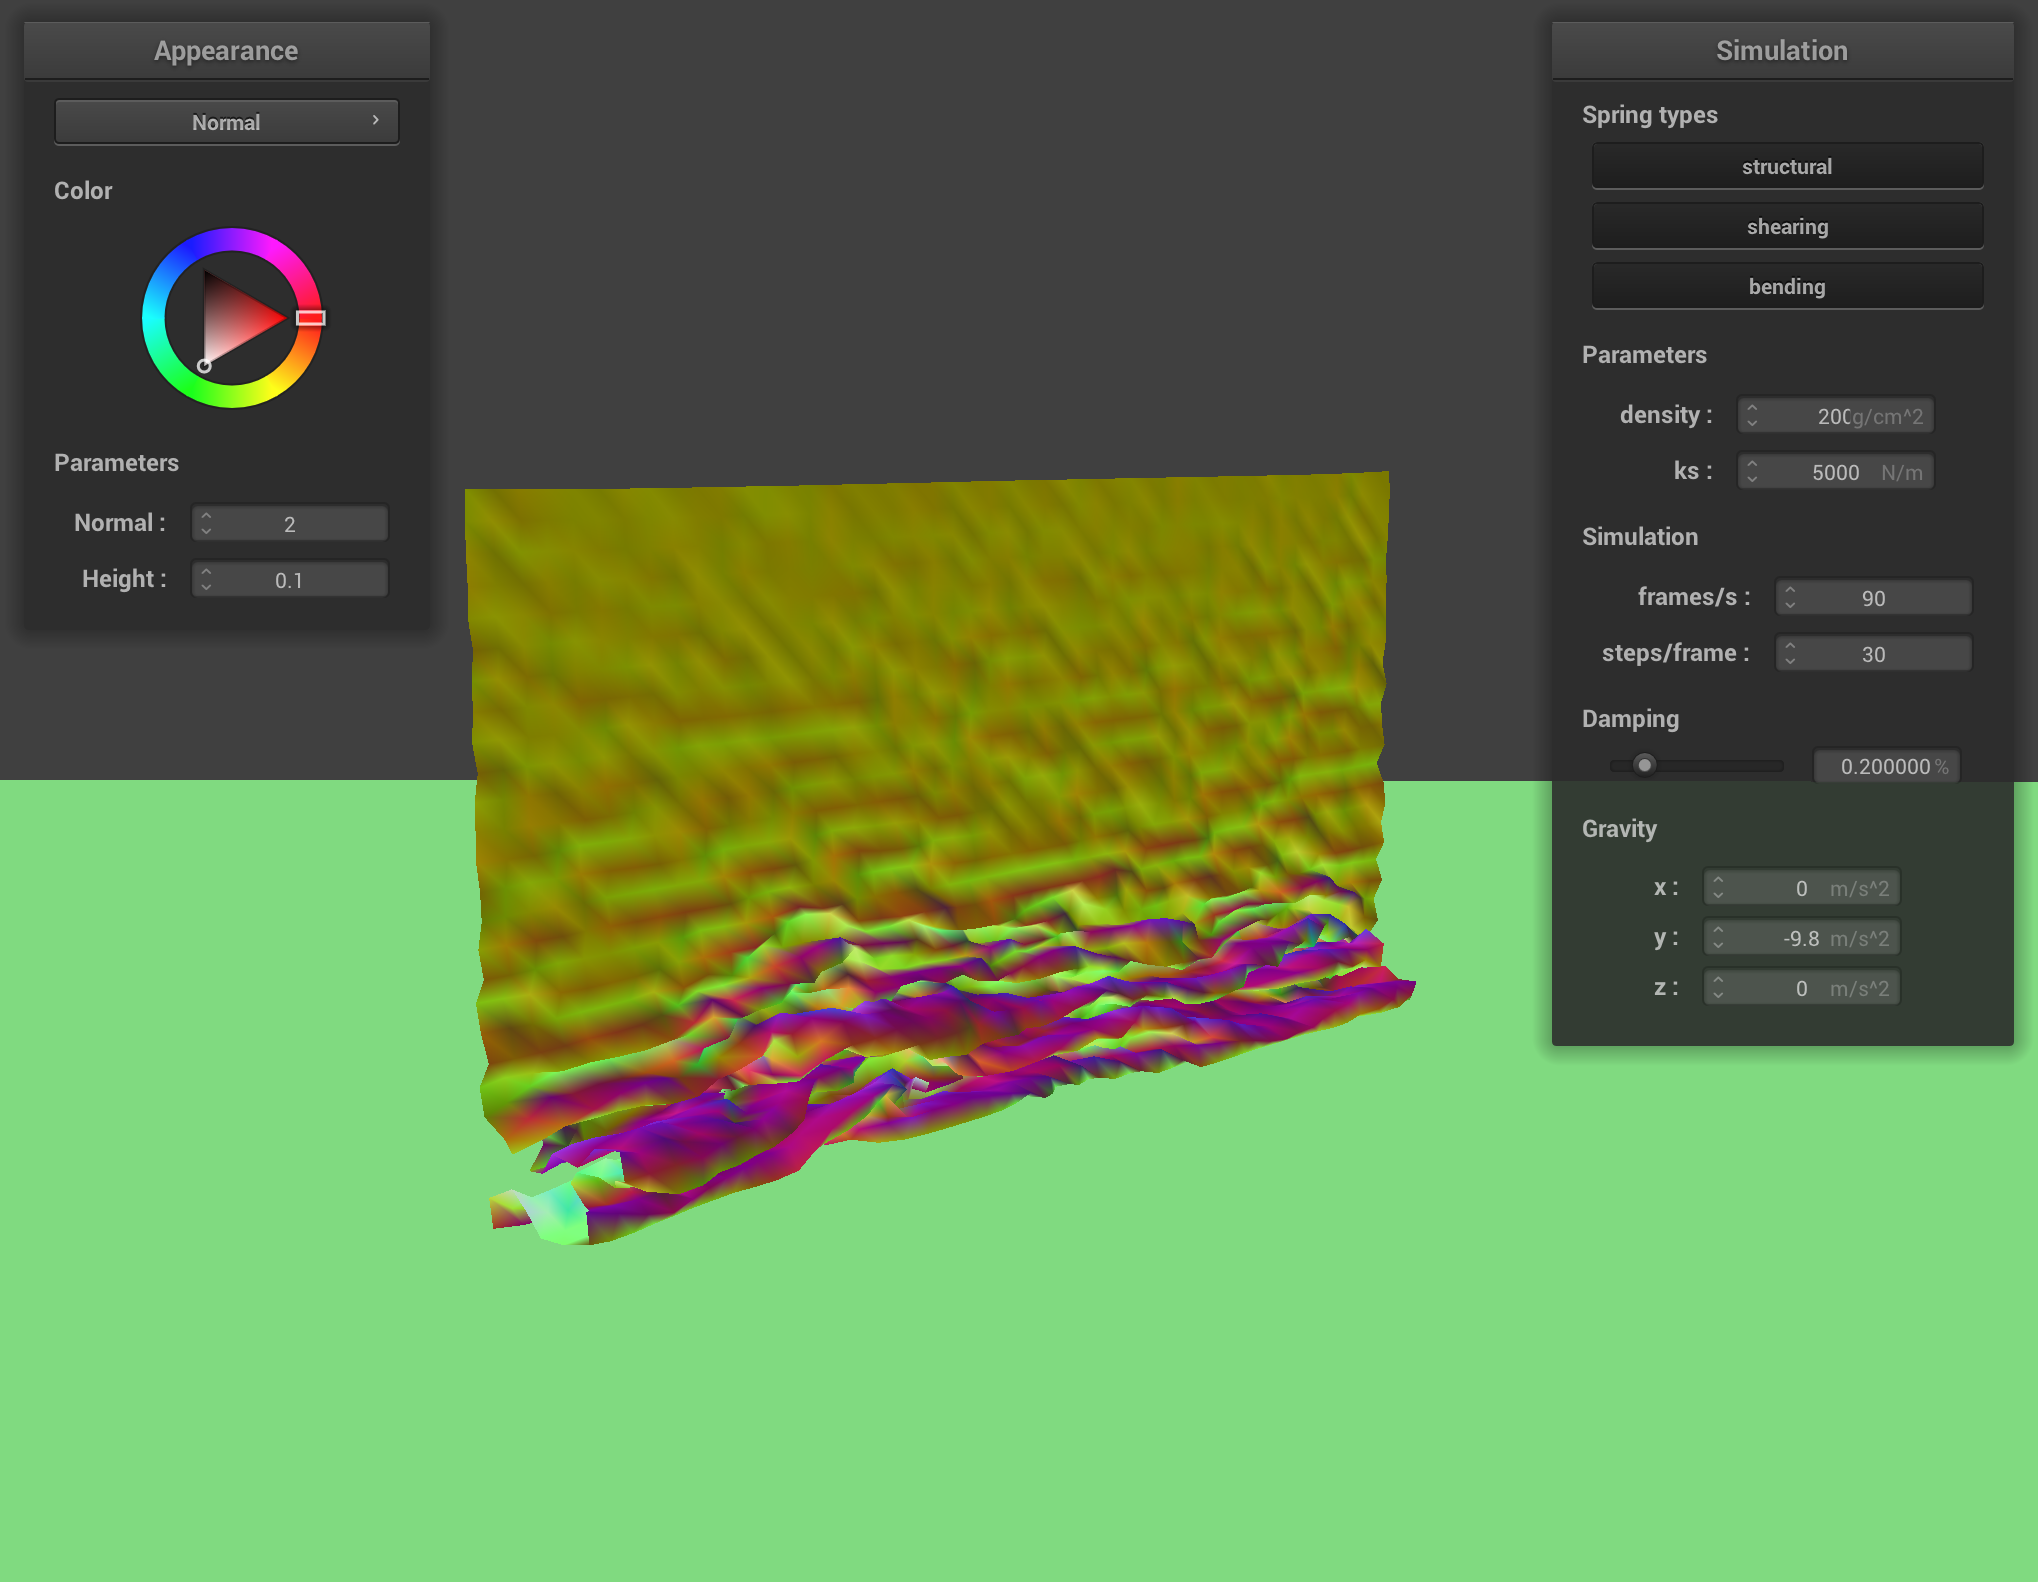 Appearance
Normal
Color
Parameters
Normal : 2
Height : 0.1
Simulation
Spring types
structural
shearing
bending
Parameters
density : 200 g/cm^2
ks : 5000 N/m
Simulation
frames/s : 90
steps/frame : 30
Damping
0.200000 %
Gravity
x : 0 m/s^2
y : -9.8 m/s^2
z : 0 m/s^2